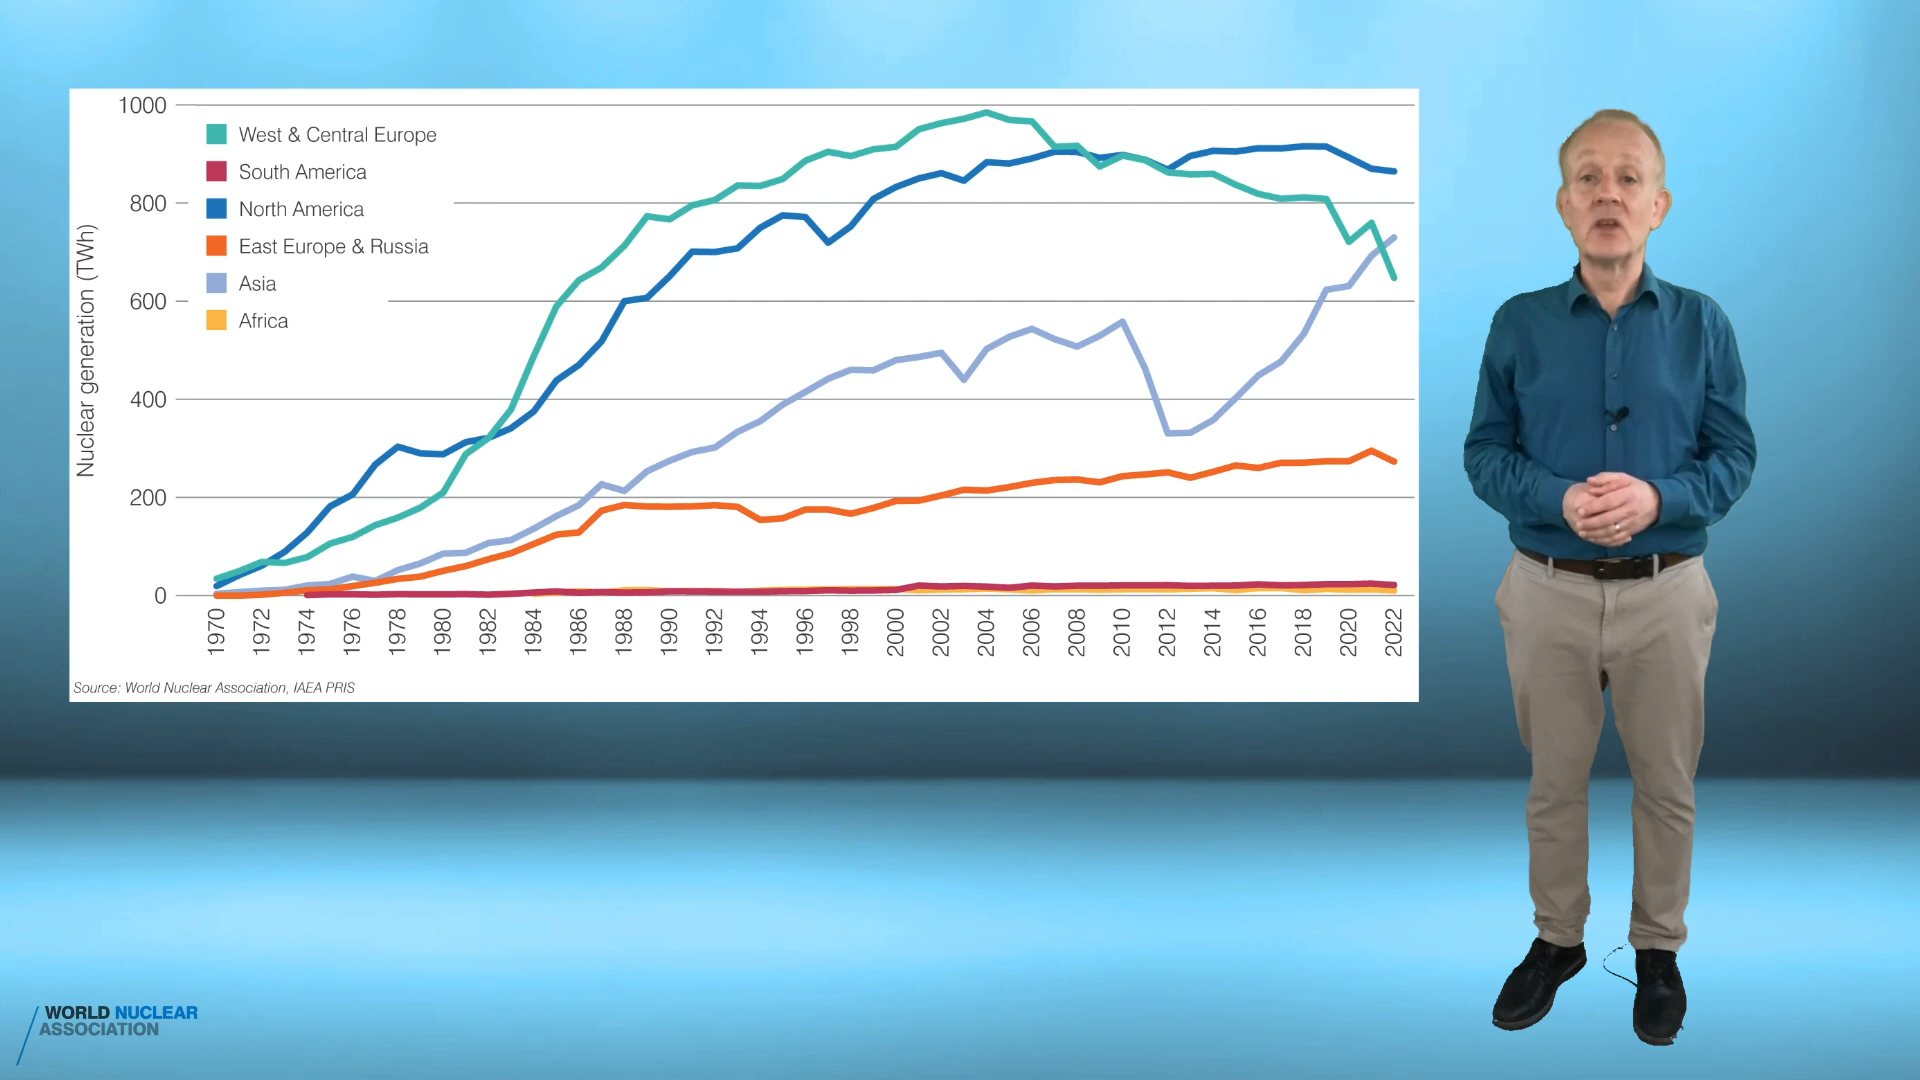 1000
800
600
400
200
0
Nuclear generation (TWh)
West & Central Europe
South America
North America
East Europe & Russia
Asia
Africa
1970 1972 1974 1976 1978 1980 1982 1984 1986 1988 1990 1992 1994 1996 1998 2000 2002 2004 2006 2008 2010 2012 2014 2016 2018 2020 2022
Source: World Nuclear Association, IAEA PRIS
WORLD NUCLEAR
ASSOCIATION